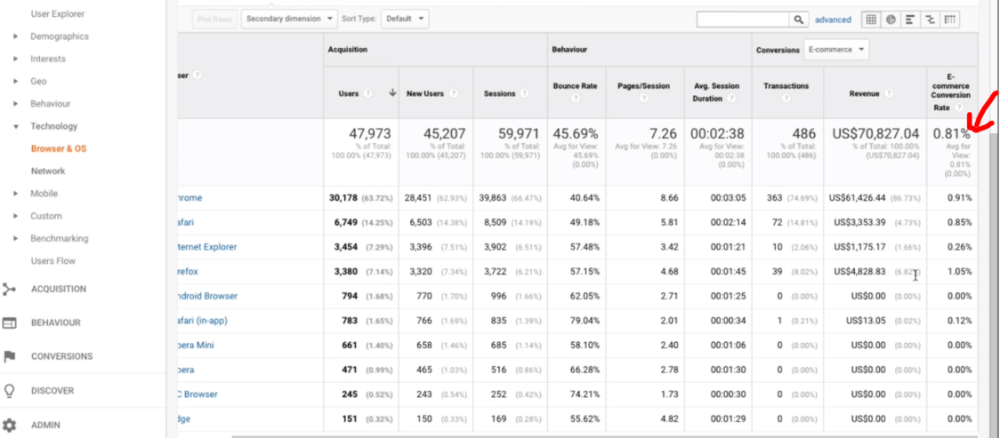 User Explorer
Demographics
Interests
Geo
Behaviour
Technology
Browser & OS
Network
Mobile
Custom
Benchmarking
Users Flow
ACQUISITION
BEHAVIOUR
CONVERSIONS
DISCOVER
ADMIN
Plot Rows Secondary dimension Sort Type: Default advanced
Acquisition Behaviour Conversions E-commerce
ser ? Users ? New Users ? Sessions ? Bounce Rate ? Pages/Session ? Avg. Session Duration ? Transactions ? Revenue ? E-commerce Conversion Rate ?
47,973 45,207 59,971 45.69% 7.26 00:02:38 486 US$70,827.04 0.81%
% of Total: 100.00% (47,973) % of Total: 100.00% (45,207) % of Total: 100.00% (59,971) Avg for View: 45.69% (0.00%) Avg for View: 7.26 (0.00%) Avg for View: 00:02:38 (0.00%) % of Total: 100.00% (486) % of Total: 100.00% (US$70,827.04) Avg for View: 0.81% (0.00%)
hrome 30,178 (63.72%) 28,451 (62.93%) 39,863 (66.47%) 40.64% 8.66 00:03:05 363 (74.69%) US$61,426.44 (86.73%) 0.91%
afari 6,749 (14.25%) 6,503 (14.38%) 8,509 (14.19%) 49.18% 5.81 00:02:14 72 (14.81%) US$3,353.39 (4.73%) 0.85%
ternet Explorer 3,454 (7.29%) 3,396 (7.51%) 3,902 (6.51%) 57.48% 3.42 00:01:21 10 (2.06%) US$1,175.17 (1.66%) 0.26%
refox 3,380 (7.14%) 3,320 (7.34%) 3,722 (6.21%) 57.15% 4.68 00:01:45 39 (8.02%) US$4,828.83 1.05%
ndroid Browser 794 (1.68%) 770 (1.70%) 996 (1.66%) 62.05% 2.71 00:01:25 0 (0.00%) US$0.00 (0.00%) 0.00%
afari (in-app) 783 (1.65%) 766 (1.69%) 835 (1.39%) 79.04% 2.01 00:00:34 1 (0.21%) US$13.05 (0.02%) 0.12%
pera Mini 661 (1.40%) 658 (1.46%) 685 (1.14%) 58.10% 2.40 00:01:06 0 (0.00%) US$0.00 (0.00%) 0.00%
pera 471 (0.99%) 465 (1.03%) 516 (0.86%) 66.28% 2.78 00:01:30 0 (0.00%) US$0.00 (0.00%) 0.00%
C Browser 245 (0.52%) 243 (0.54%) 252 (0.42%) 74.21% 1.73 00:00:30 0 (0.00%) US$0.00 (0.00%) 0.00%
dge 151 (0.32%) 150 (0.33%) 169 (0.28%) 55.62% 4.82 00:01:29 0 (0.00%) US$0.00 (0.00%) 0.00%